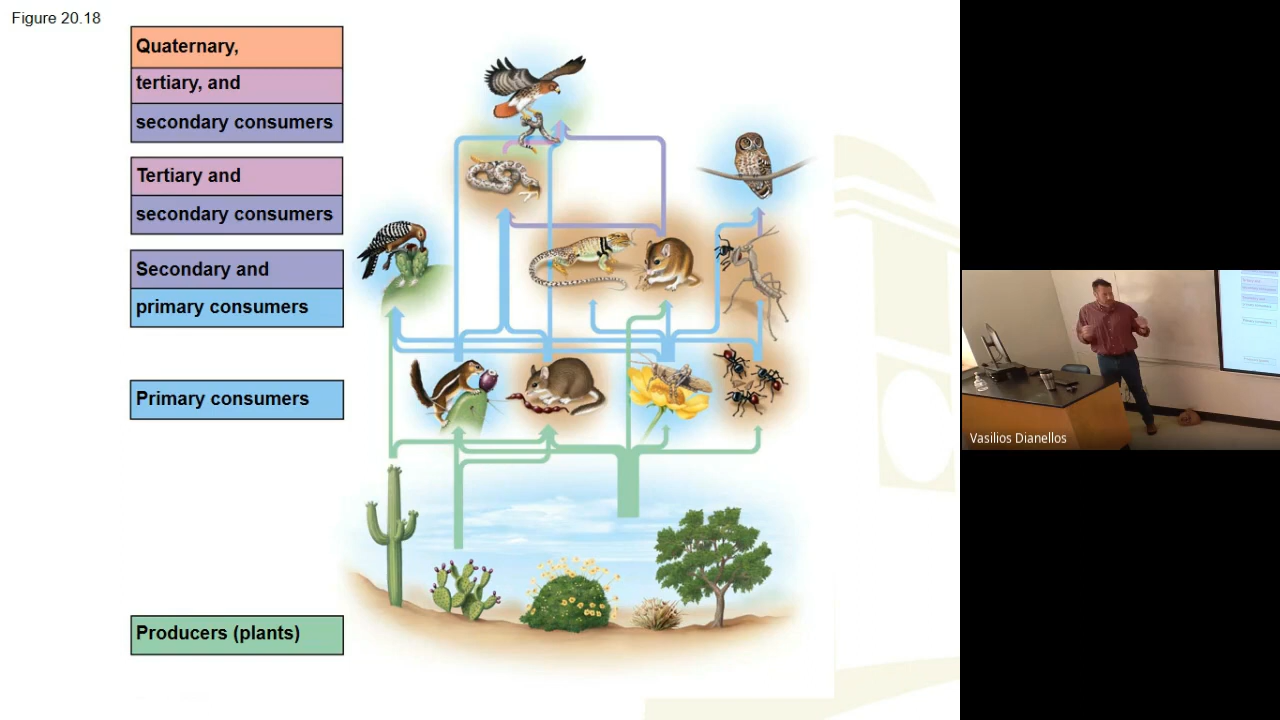 Figure 20.18
Quaternary,
tertiary, and
secondary consumers
Tertiary and
secondary consumers
Secondary and
primary consumers
Primary consumers
Producers (plants)
Vasilios Dianellos